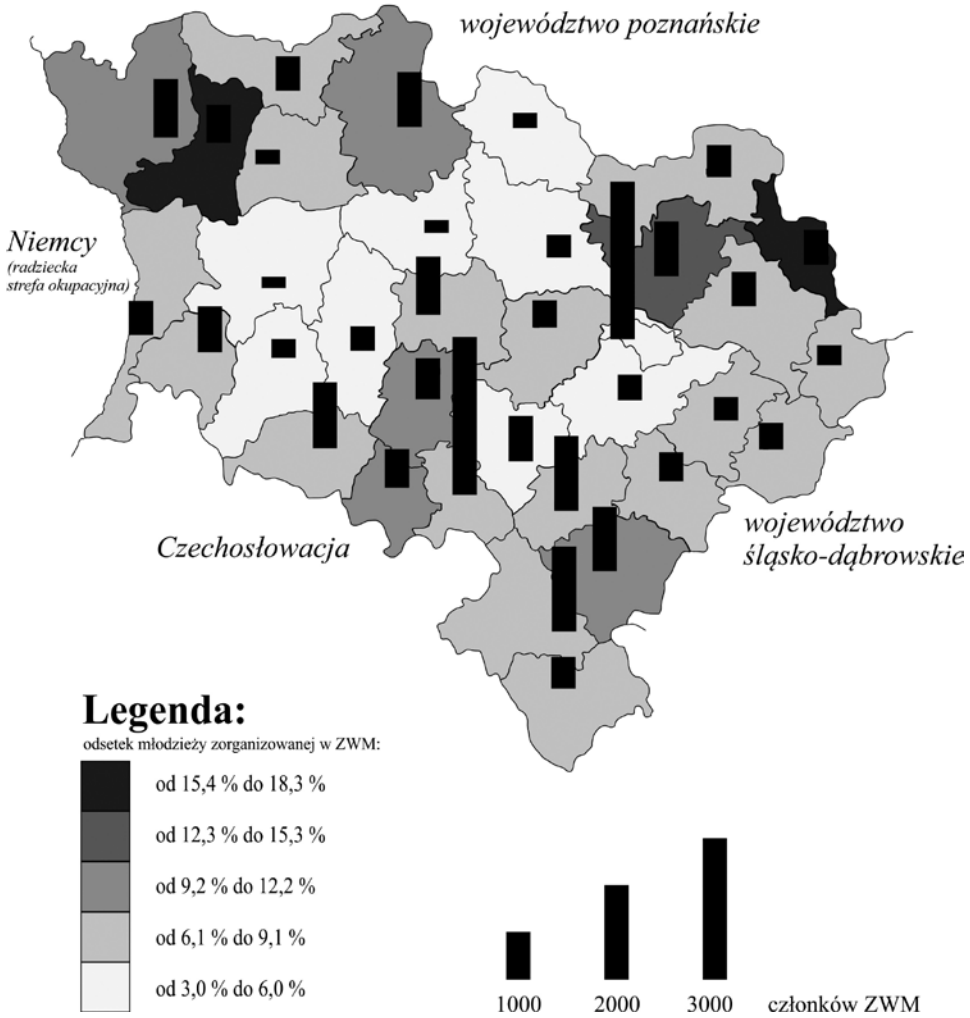 województwo poznańskie
Niemcy
(radziecka
strefa okupacyjna)
Czechosłowacja
województwo
śląsko-dąbrowskie
Legenda:
odsetek młodzieży zorganizowanej w ZWM:
od 15,4 % do 18,3 %
od 12,3 % do 15,3 %
od 9,2 % do 12,2 %
od 6,1 % do 9,1 %
od 3,0 % do 6,0 %
1000 2000 3000 członków ZWM